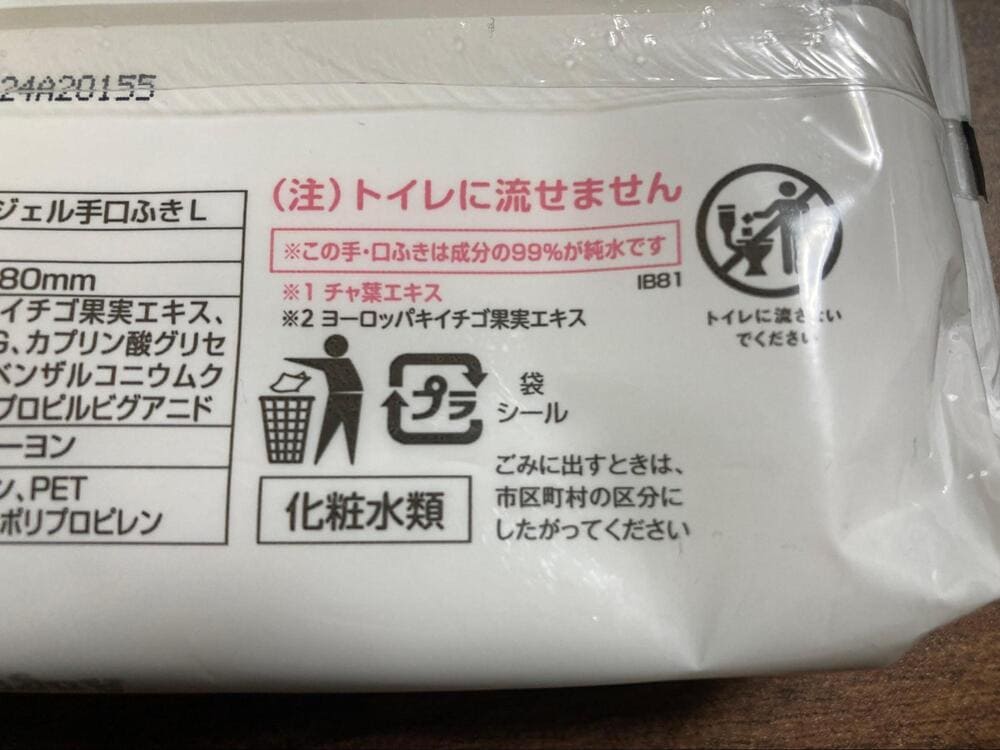 24A20155
ジェル手口ふきL
80mm
イチゴ果実エキス、
G、カプリン酸グリセ
ベンザルコニウムク
プロピルビグアニド
ーヨン
ン、PET
ポリプロピレン
(注)トイレに流せません
※この手・口ふきは成分の99%が純水です
IB81
※1 チャ葉エキス
※2 ヨーロッパキイチゴ果実エキス
プラ
袋
シール
化粧水類
ごみに出すときは、
市区町村の区分に
したがってください
トイレに流さない
でください